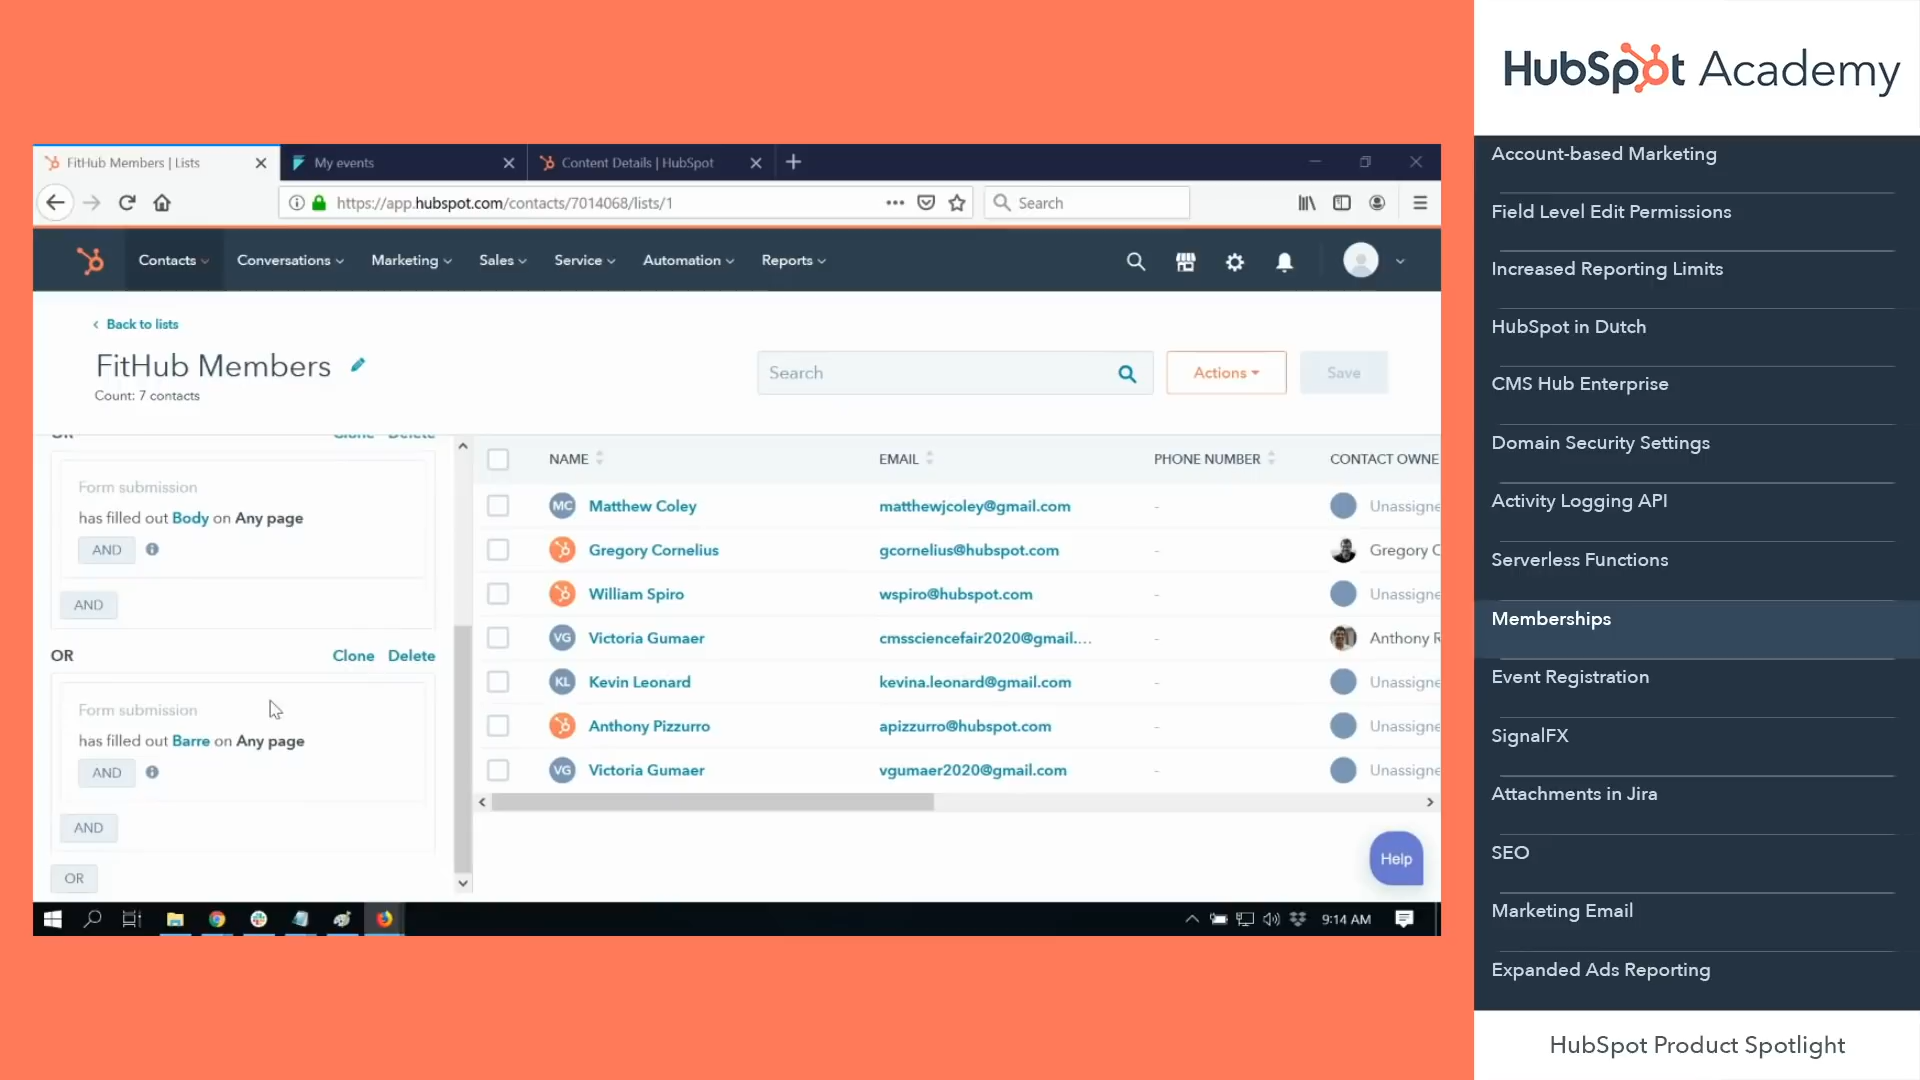 HubSpot Academy
FitHub Members | Lists
My events
Content Details | HubSpot
https://app.hubspot.com/contacts/7014068/lists/1
Search
Contacts
Conversations
Marketing
Sales
Service
Automation
Reports
Back to lists
FitHub Members
Count: 7 contacts
Search
Actions
Save
OR
Clone Delete
Form submission
has filled out Body on Any page
AND
AND
OR
Clone Delete
Form submission
has filled out Barre on Any page
AND
AND
OR
NAME EMAIL PHONE NUMBER CONTACT OWNE
MC Matthew Coley matthewjcoley@gmail.com - Unassigne
Gregory Cornelius gcornelius@hubspot.com - Gregory C
William Spiro wspiro@hubspot.com - Unassigne
VG Victoria Gumaer cmssciencefair2020@gmail.... - Anthony R
KL Kevin Leonard kevina.leonard@gmail.com - Unassigne
Anthony Pizzurro apizzurro@hubspot.com - Unassigne
VG Victoria Gumaer vgumaer2020@gmail.com - Unassigne
Help
9:14 AM
Account-based Marketing
Field Level Edit Permissions
Increased Reporting Limits
HubSpot in Dutch
CMS Hub Enterprise
Domain Security Settings
Activity Logging API
Serverless Functions
Memberships
Event Registration
SignalFX
Attachments in Jira
SEO
Marketing Email
Expanded Ads Reporting
HubSpot Product Spotlight